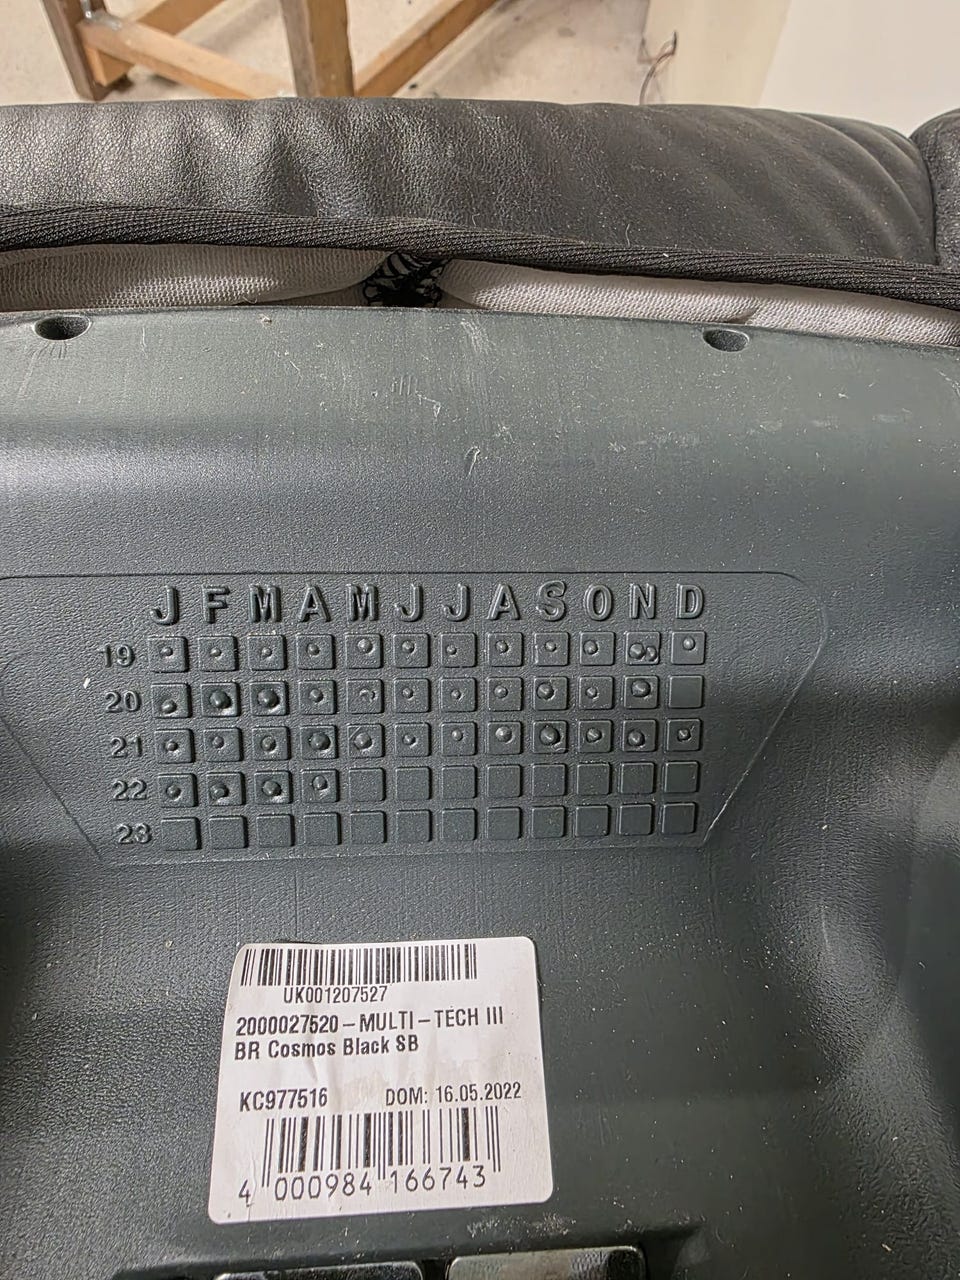 J F M A M J J A S O N D
19
20
21
22
23
UK001207527
2000027520 – MULTI – TECH III
BR Cosmos Black SB
KC977516 DOM: 16.05.2022
4 000984 166743